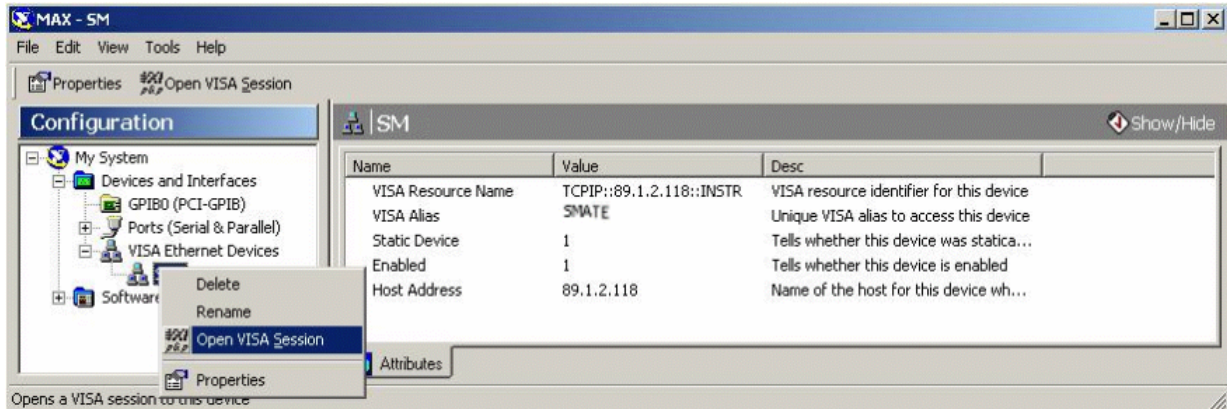 MAX - SM
File Edit View Tools Help
Properties Open VISA Session
Configuration
My System
Devices and Interfaces
GPIB0 (PCI-GPIB)
Ports (Serial & Parallel)
VISA Ethernet Devices
Software
Delete
Rename
Open VISA Session
Properties
SM
Show/Hide
Name Value Desc
VISA Resource Name TCPIP::89.1.2.118::INSTR VISA resource identifier for this device
VISA Alias SMATE Unique VISA alias to access this device
Static Device 1 Tells whether this device was statica...
Enabled 1 Tells whether this device is enabled
Host Address 89.1.2.118 Name of the host for this device wh...
Attributes
Opens a VISA session to this device